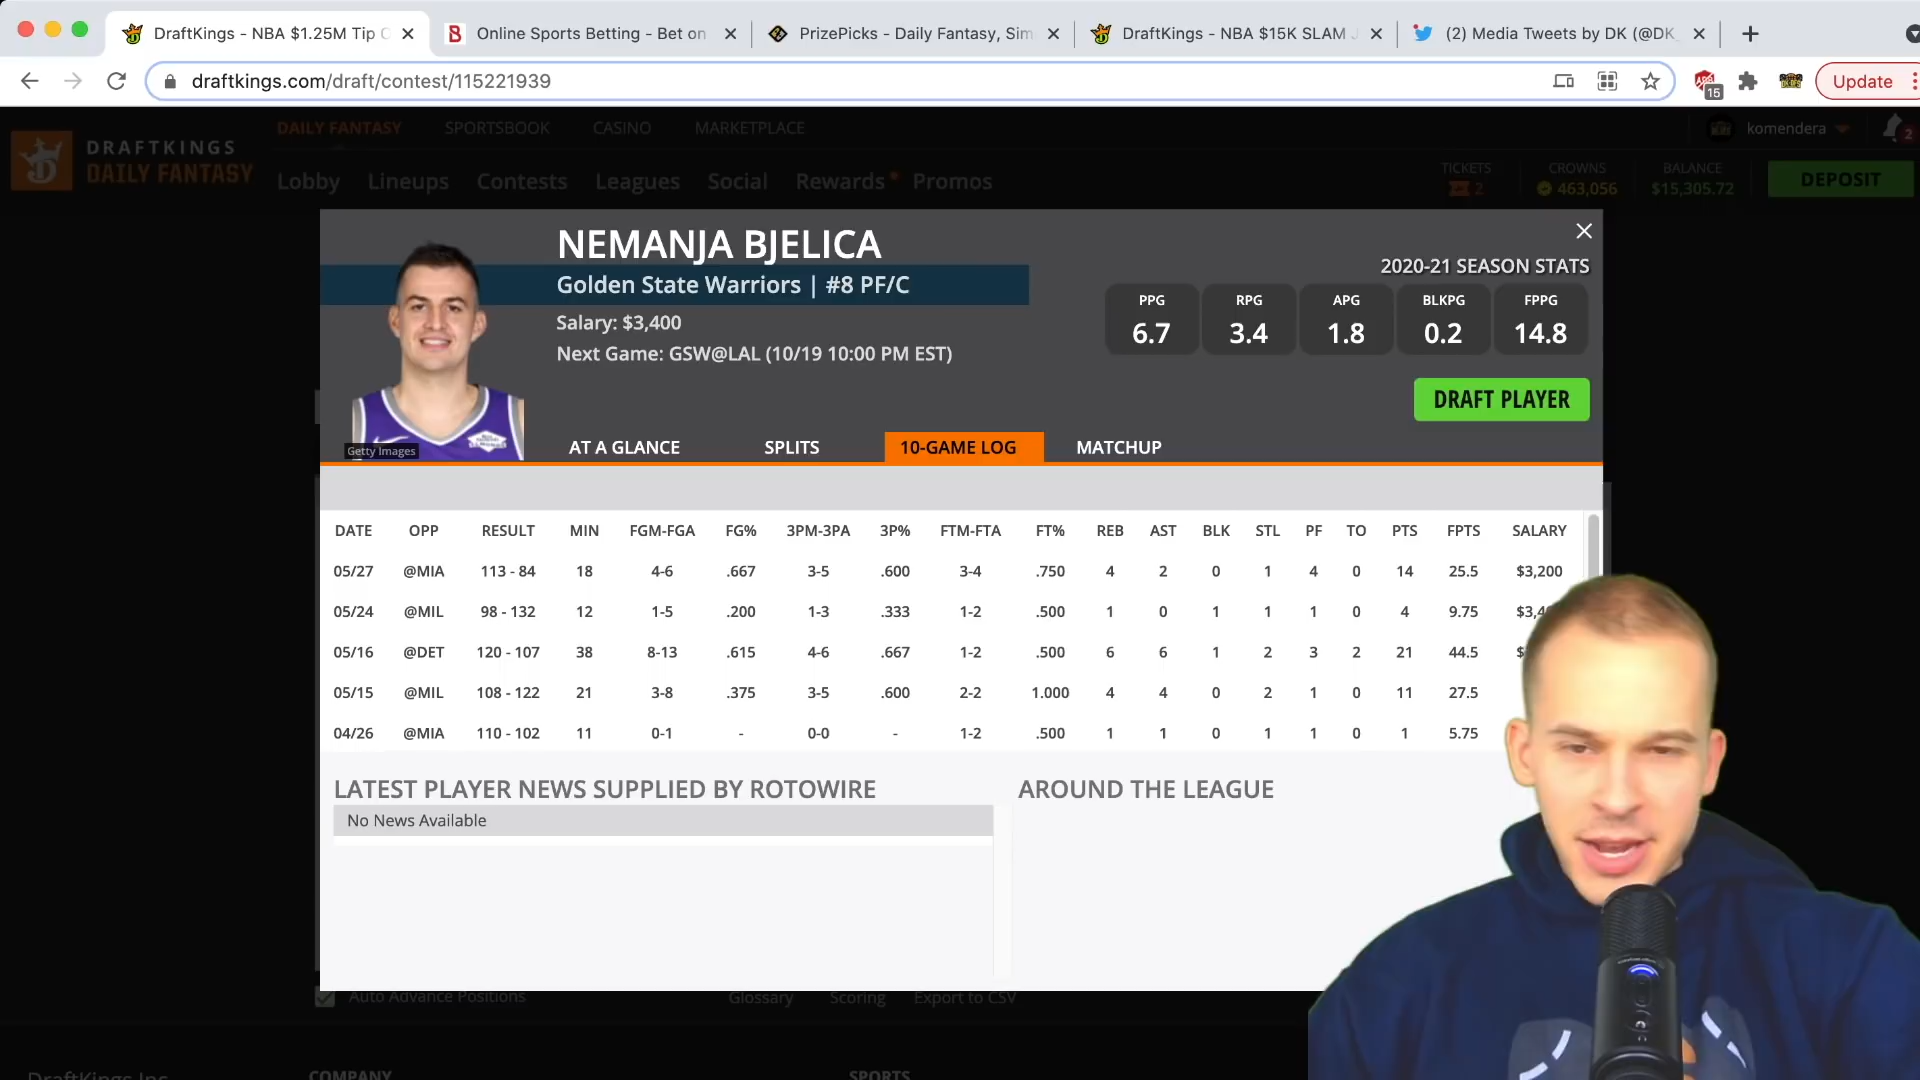 DraftKings - NBA $1.25M Tip O
Online Sports Betting - Bet on
PrizePicks - Daily Fantasy, Sim
DraftKings - NBA $15K SLAM
(2) Media Tweets by DK (@DK_
draftkings.com/draft/contest/115221939
15
Update
DRAFTKINGS
DAILY FANTASY
DAILY FANTASY SPORTSBOOK CASINO MARKETPLACE
komendera
2
Lobby Lineups Contests Leagues Social Rewards Promos
TICKETS
2
CROWNS
463,056
BALANCE
$15,305.72
DEPOSIT
NEMANJA BJELICA
Golden State Warriors | #8 PF/C
Salary: $3,400
Next Game: GSW@LAL (10/19 10:00 PM EST)
Getty Images
2020-21 SEASON STATS
PPG RPG APG BLKPG FPPG
6.7 3.4 1.8 0.2 14.8
DRAFT PLAYER
AT A GLANCE SPLITS 10-GAME LOG MATCHUP
DATE OPP RESULT MIN FGM-FGA FG% 3PM-3PA 3P% FTM-FTA FT% REB AST BLK STL PF TO PTS FPTS SALARY
05/27 @MIA 113 - 84 18 4-6 .667 3-5 .600 3-4 .750 4 2 0 1 4 0 14 25.5 $3,200
05/24 @MIL 98 - 132 12 1-5 .200 1-3 .333 1-2 .500 1 0 1 1 1 0 4 9.75 $3,4
05/16 @DET 120 - 107 38 8-13 .615 4-6 .667 1-2 .500 6 6 1 2 3 2 21 44.5 $
05/15 @MIL 108 - 122 21 3-8 .375 3-5 .600 2-2 1.000 4 4 0 2 1 0 11 27.5
04/26 @MIA 110 - 102 11 0-1 - 0-0 - 1-2 .500 1 1 0 1 1 0 1 5.75
LATEST PLAYER NEWS SUPPLIED BY ROTOWIRE
No News Available
AROUND THE LEAGUE
Auto Advance Positions
Glossary Scoring Export to CSV
DraftKings Inc
COMPANY
SPORTS